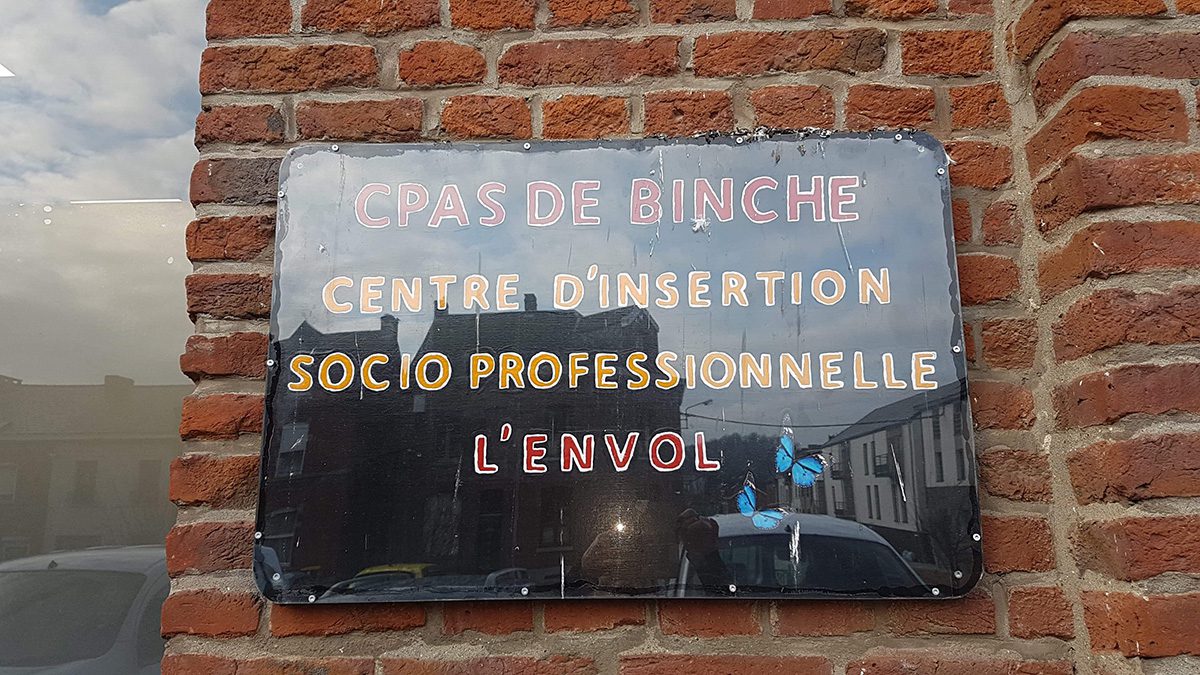 CPAS DE BINCHE
CENTRE D'INSERTION
SOCIO PROFESSIONNELLE
L'ENVOL